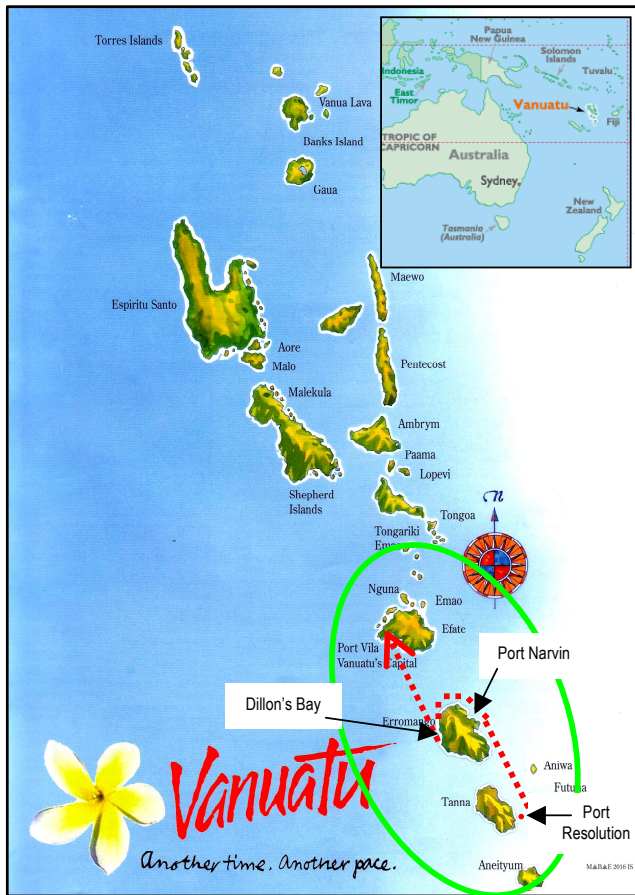 Torres Islands
Vanua Lava
Banks Island
Gaua
Espiritu Santo
Aore
Malo
Malekula
Maewo
Pentecost
Ambrym
Paama
Lopevi
Shepherd
Islands
Tongoa
Tongariki
Emae
Nguna
Emao
Efate
Port Vila
Vanuatu's Capital
Port Narvin
Dillon's Bay
Erromango
Aniwa
Futuna
Tanna
Port
Resolution
Aneityum
n
Papua
New Guinea
Solomon
Islands
Indonesia
Tuvalu
East
Timor
Vanuatu
Fiji
TROPIC OF
CAPRICORN
Australia
Sydney
New
Zealand
Tasmania
(Australia)
Vanuatu
Another time. Another pace.